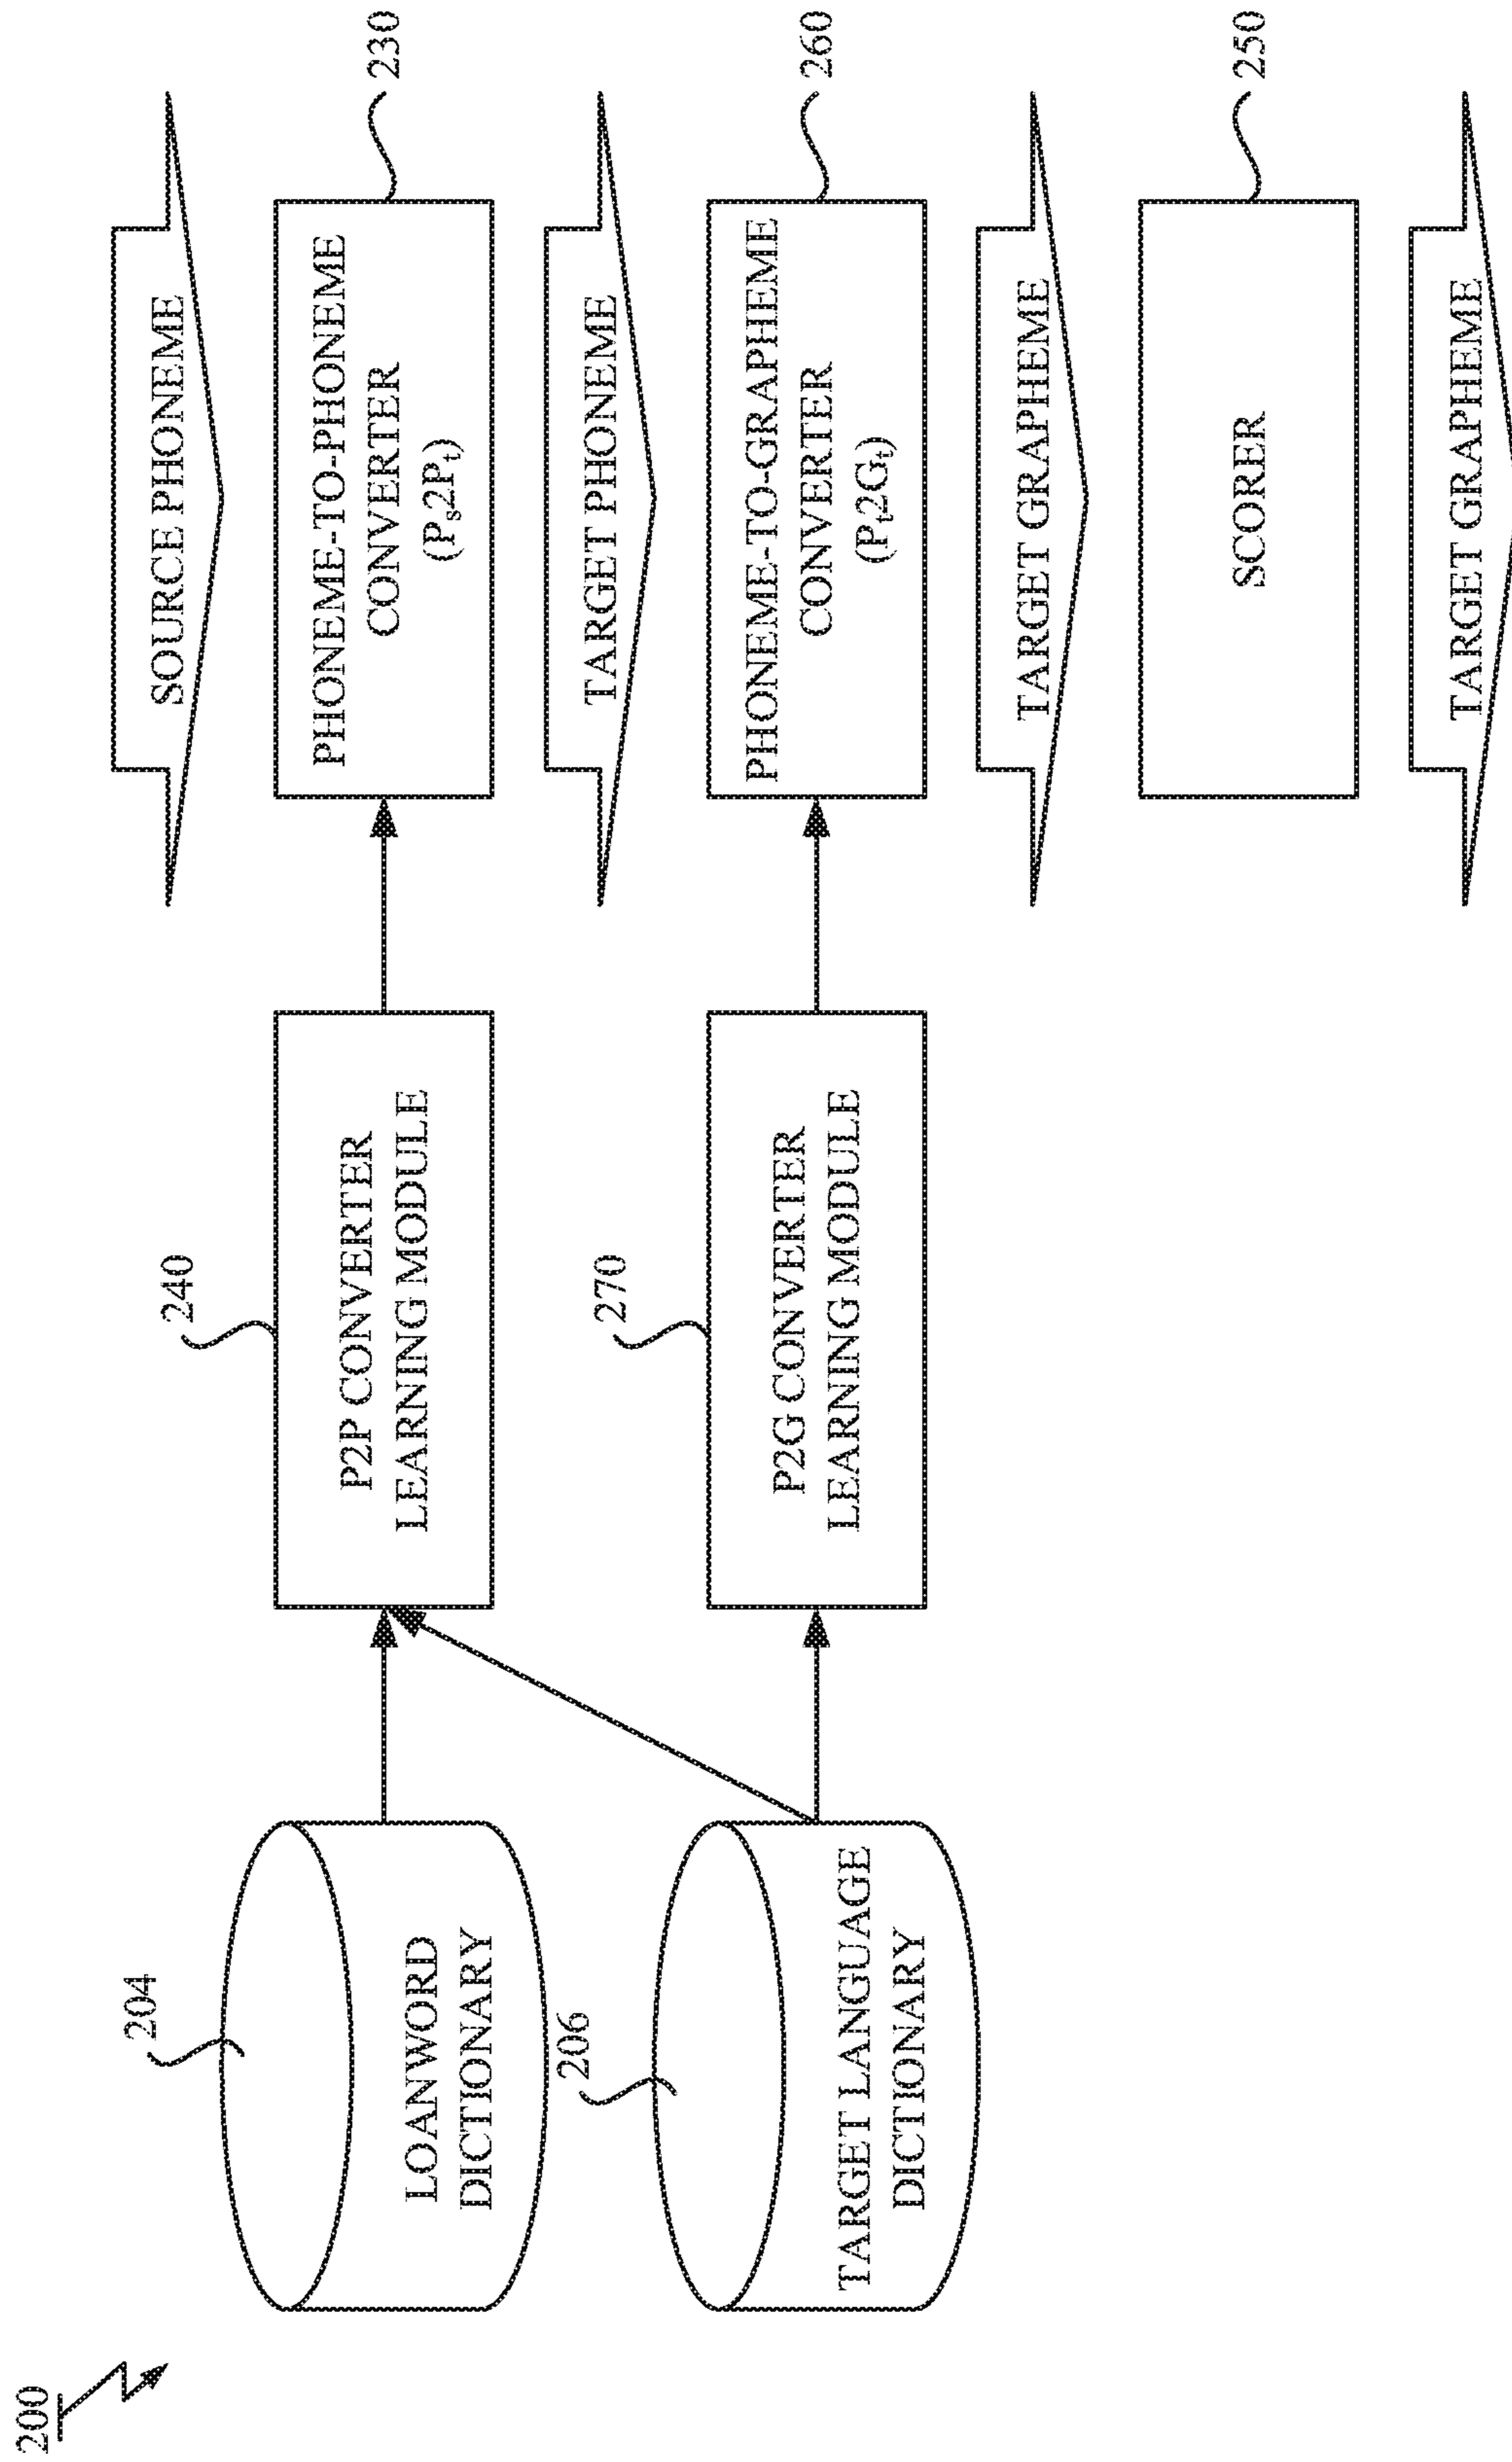 200
204
LOANWORD
DICTIONARY
206
TARGET LANGUAGE
DICTIONARY
240
P2P CONVERTER
LEARNING MODULE
270
P2G CONVERTER
LEARNING MODULE
SOURCE PHONEME
PHONEME-TO-PHONEME
CONVERTER
(Pₛ2Pₜ)
230
TARGET PHONEME
PHONEME-TO-GRAPHEME
CONVERTER
(Pₜ2Gₜ)
260
TARGET GRAPHEME
SCORER
250
TARGET GRAPHEME